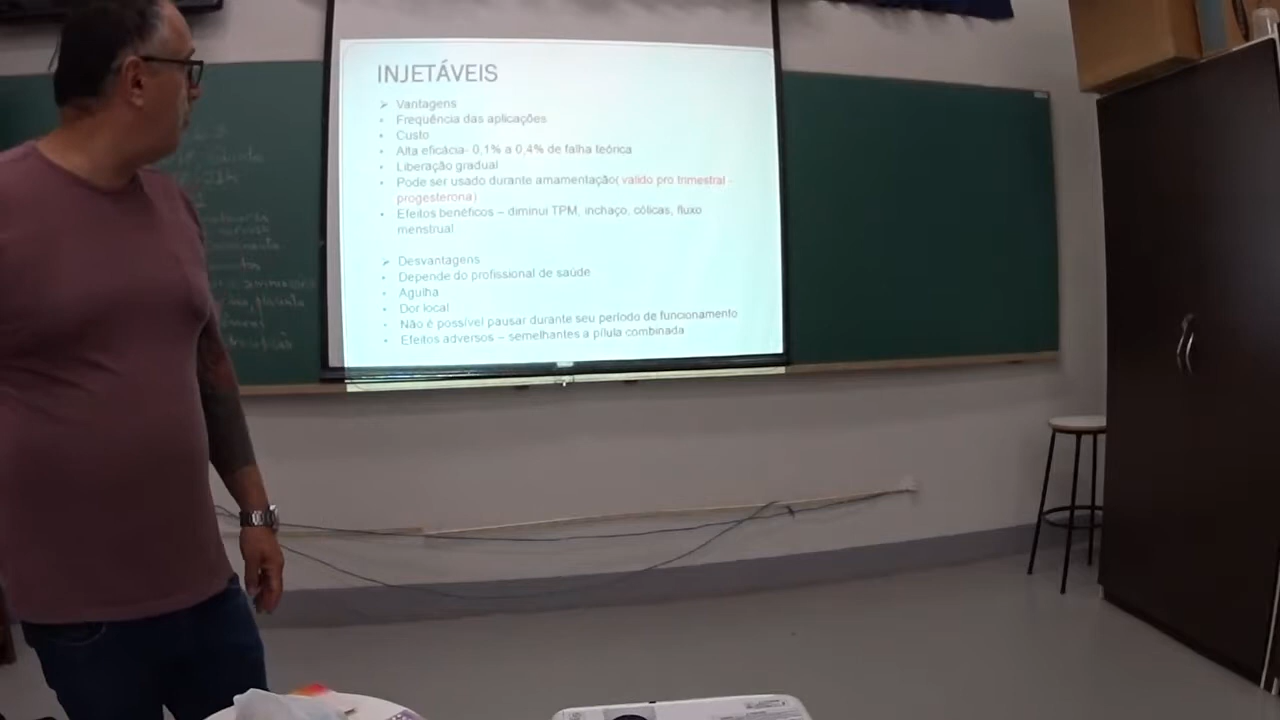 INJETÁVEIS
➢ Vantagens
• Frequência das aplicações
• Custo
• Alta eficácia- 0,1% a 0,4% de falha teórica
• Liberação gradual
• Pode ser usado durante amamentação( valido pro trimestral -
progesterona)
• Efeitos benéficos – diminui TPM, inchaço, cólicas, fluxo
menstrual
➢ Desvantagens
• Depende do profissional de saúde
• Agulha
• Dor local
• Não é possível pausar durante seu período de funcionamento
• Efeitos adversos – semelhantes a pílula combinada